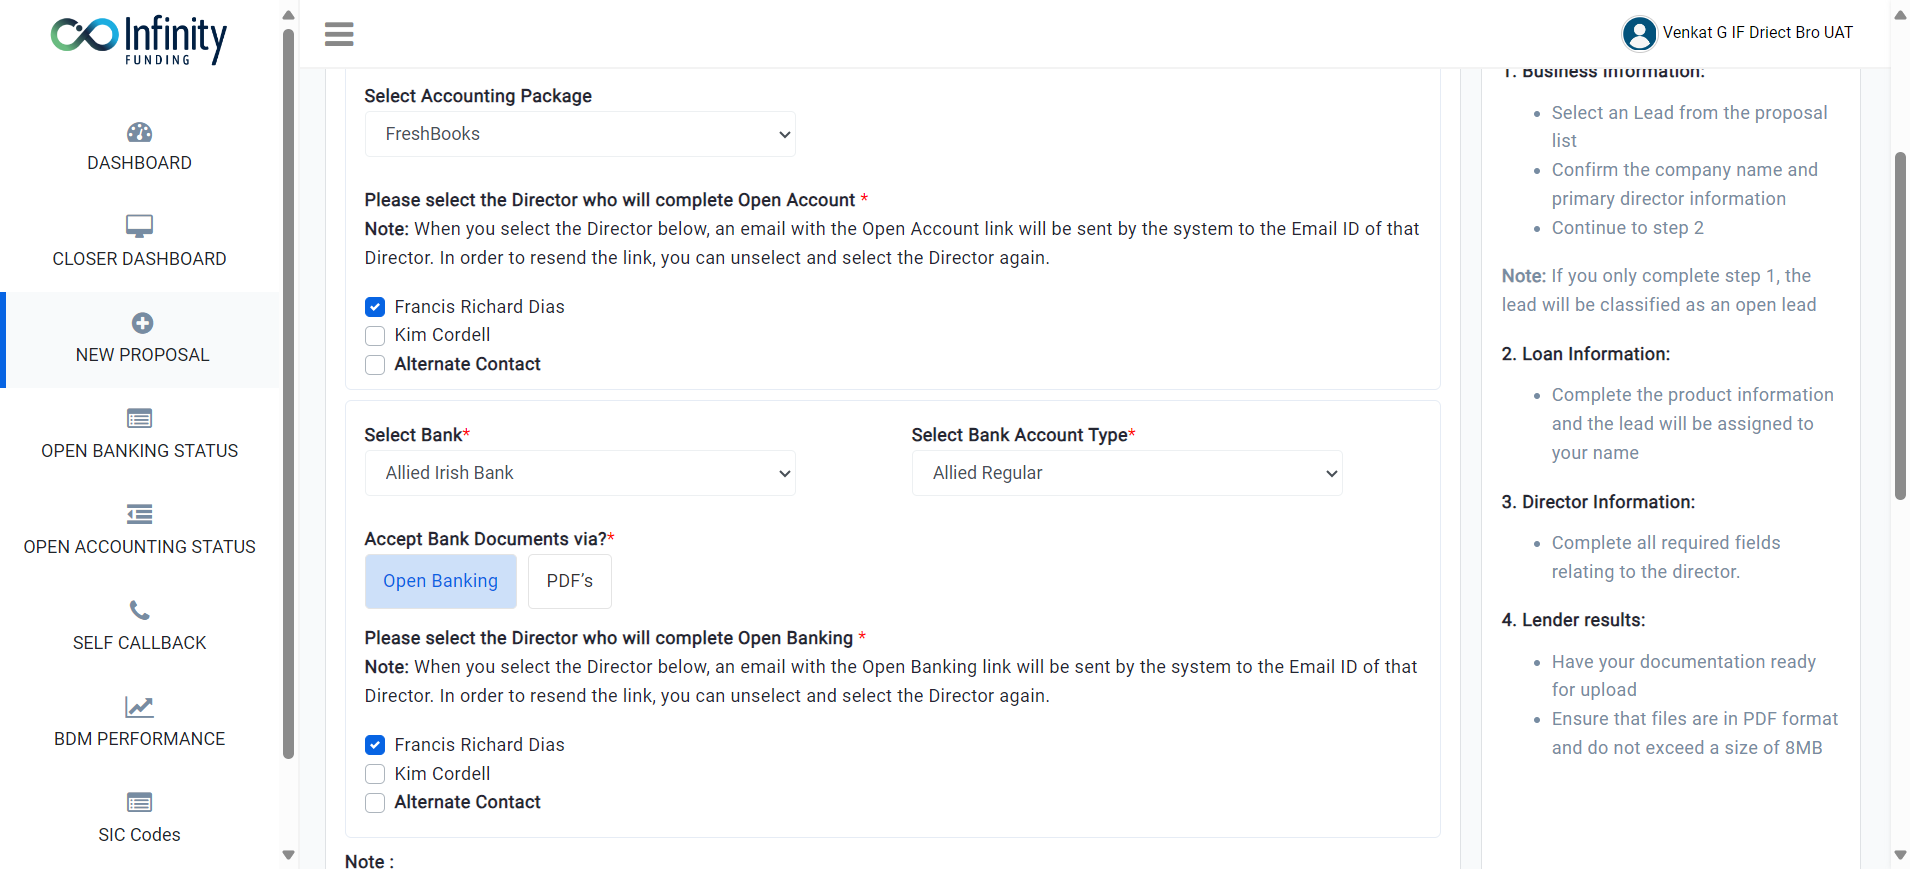 Infinity
FUNDING
DASHBOARD
CLOSER DASHBOARD
NEW PROPOSAL
OPEN BANKING STATUS
OPEN ACCOUNTING STATUS
SELF CALLBACK
BDM PERFORMANCE
SIC Codes
Venkat G IF Driect Bro UAT
Select Accounting Package
FreshBooks
Please select the Director who will complete Open Account *
Note: When you select the Director below, an email with the Open Account link will be sent by the system to the Email ID of that
Director. In order to resend the link, you can unselect and select the Director again.
Francis Richard Dias
Kim Cordell
Alternate Contact
Select Bank*
Select Bank Account Type*
Allied Irish Bank
Allied Regular
Accept Bank Documents via?*
Open Banking
PDF’s
Please select the Director who will complete Open Banking *
Note: When you select the Director below, an email with the Open Banking link will be sent by the system to the Email ID of that
Director. In order to resend the link, you can unselect and select the Director again.
Francis Richard Dias
Kim Cordell
Alternate Contact
Note :
1. Business Information:
• Select an Lead from the proposal
list
• Confirm the company name and
primary director information
• Continue to step 2
Note: If you only complete step 1, the
lead will be classified as an open lead
2. Loan Information:
• Complete the product information
and the lead will be assigned to
your name
3. Director Information:
• Complete all required fields
relating to the director.
4. Lender results:
• Have your documentation ready
for upload
• Ensure that files are in PDF format
and do not exceed a size of 8MB